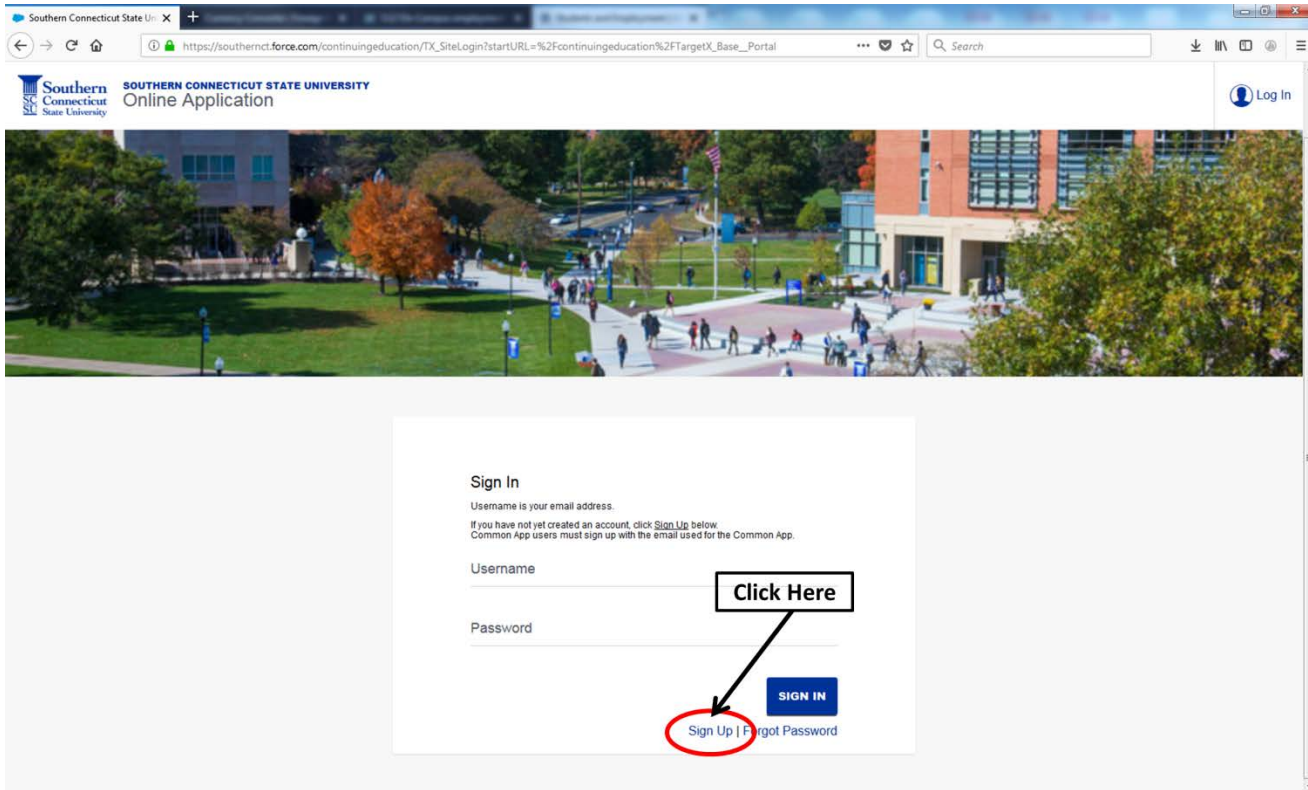 Southern Connecticut State Un
https://southernct.force.com/continuingeducation/TX_SiteLogin?startURL=%2Fcontinuingeducation%2FTargetX_Base__Portal
Search
Southern
Connecticut
State University
SC
SU
SOUTHERN CONNECTICUT STATE UNIVERSITY
Online Application
Log In
Sign In
Username is your email address.
If you have not yet created an account, click Sign Up below.
Common App users must sign up with the email used for the Common App.
Username
Click Here
Password
SIGN IN
Sign Up | Forgot Password